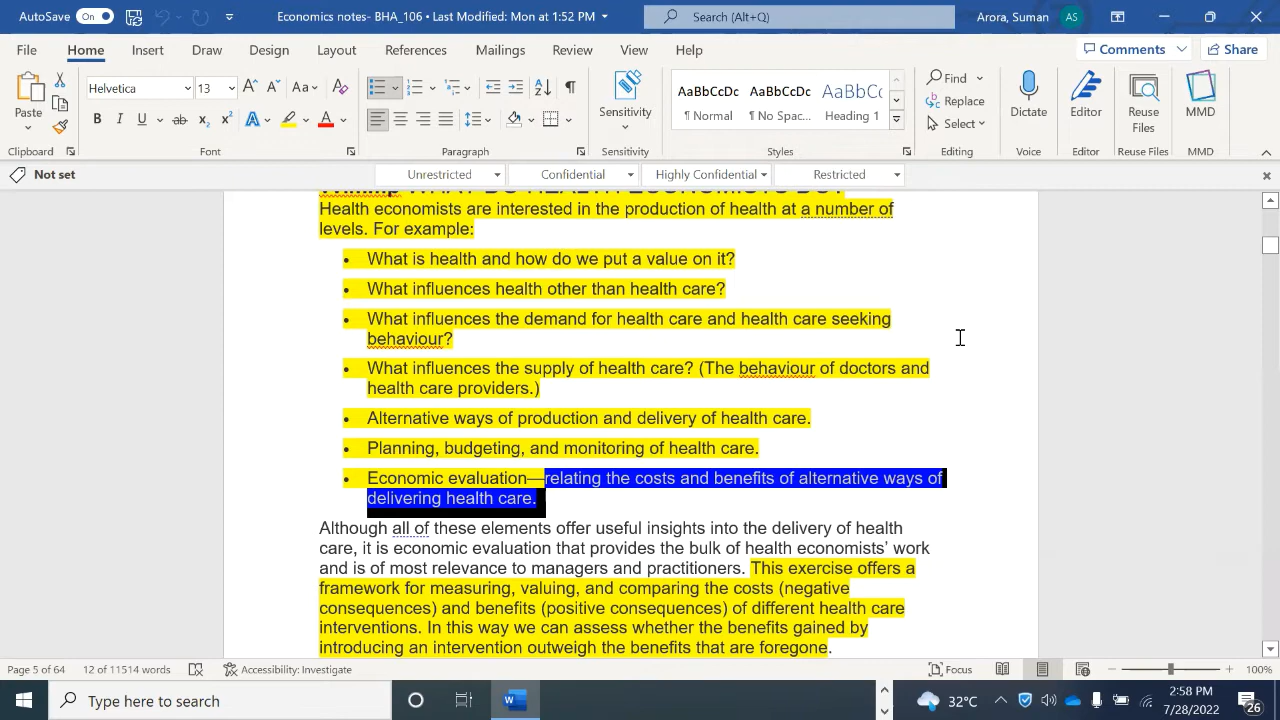 AutoSave On Economics notes- BHA_106 • Last Modified: Mon at 1:52 PM Search (Alt+Q) Arora, Suman AS
File Home Insert Draw Design Layout References Mailings Review View Help Comments Share
Helvetica 13 Aa AaBbCcDc AaBbCcDc AaBbCc Find
Paste B I U ab x₂ x² A A Sensitivity ¶ Normal ¶ No Spac... Heading 1 Replace Select Dictate Editor Reuse Files MMD
Clipboard Font Paragraph Sensitivity Styles Editing Voice Editor Reuse Files MMD
Not set Unrestricted Confidential Highly Confidential Restricted
WHAT DO HEALTH ECONOMISTS DO?
Health economists are interested in the production of health at a number of
levels. For example:
• What is health and how do we put a value on it?
• What influences health other than health care?
• What influences the demand for health care and health care seeking
behaviour?
• What influences the supply of health care? (The behaviour of doctors and
health care providers.)
• Alternative ways of production and delivery of health care.
• Planning, budgeting, and monitoring of health care.
• Economic evaluation—relating the costs and benefits of alternative ways of
delivering health care.
Although all of these elements offer useful insights into the delivery of health
care, it is economic evaluation that provides the bulk of health economists’ work
and is of most relevance to managers and practitioners. This exercise offers a
framework for measuring, valuing, and comparing the costs (negative
consequences) and benefits (positive consequences) of different health care
interventions. In this way we can assess whether the benefits gained by
introducing an intervention outweigh the benefits that are foregone.
Page 5 of 64 12 of 11514 words Accessibility: Investigate Focus 100%
Type here to search 32°C 2:58 PM
7/28/2022 26